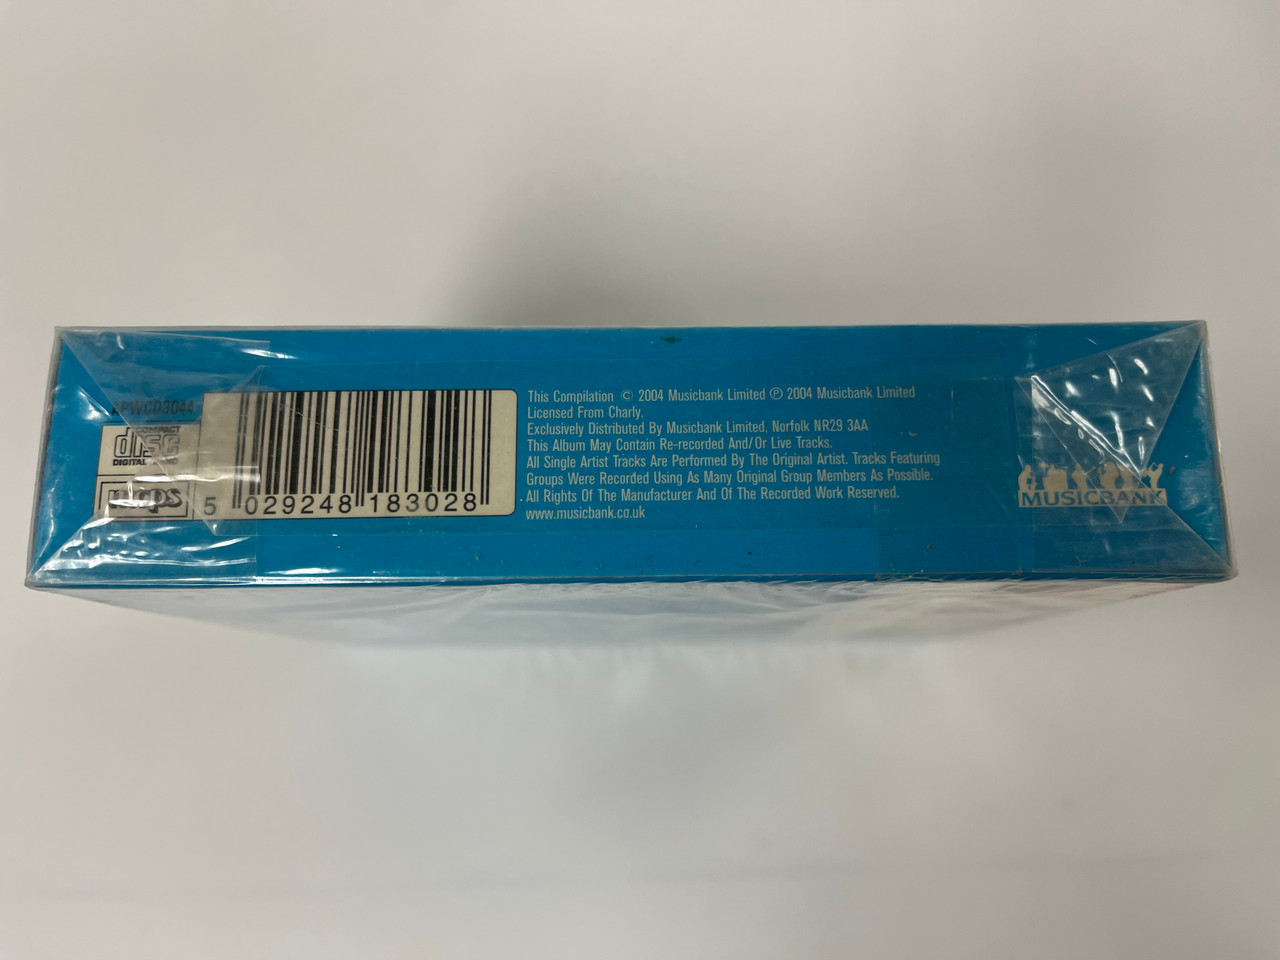 APWCD3044
COMPACT
disc
DIGITAL AUDIO
mcps
5 029248 183028
This Compilation © 2004 Musicbank Limited ℗ 2004 Musicbank Limited
Licensed From Charly.
Exclusively Distributed By Musicbank Limited, Norfolk NR29 3AA
This Album May Contain Re-recorded And/Or Live Tracks.
All Single Artist Tracks Are Performed By The Original Artist. Tracks Featuring
Groups Were Recorded Using As Many Original Group Members As Possible.
All Rights Of The Manufacturer And Of The Recorded Work Reserved.
www.musicbank.co.uk
MUSICBANK